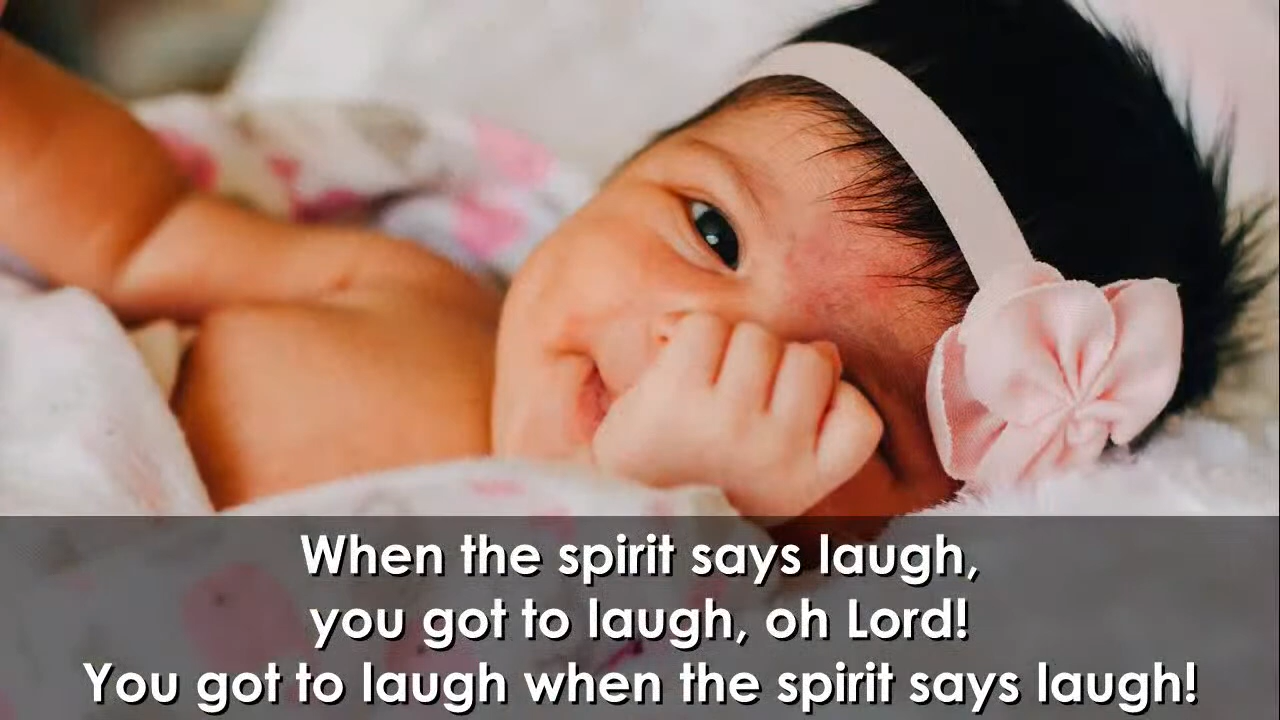 When the spirit says laugh,
you got to laugh, oh Lord!
You got to laugh when the spirit says laugh!